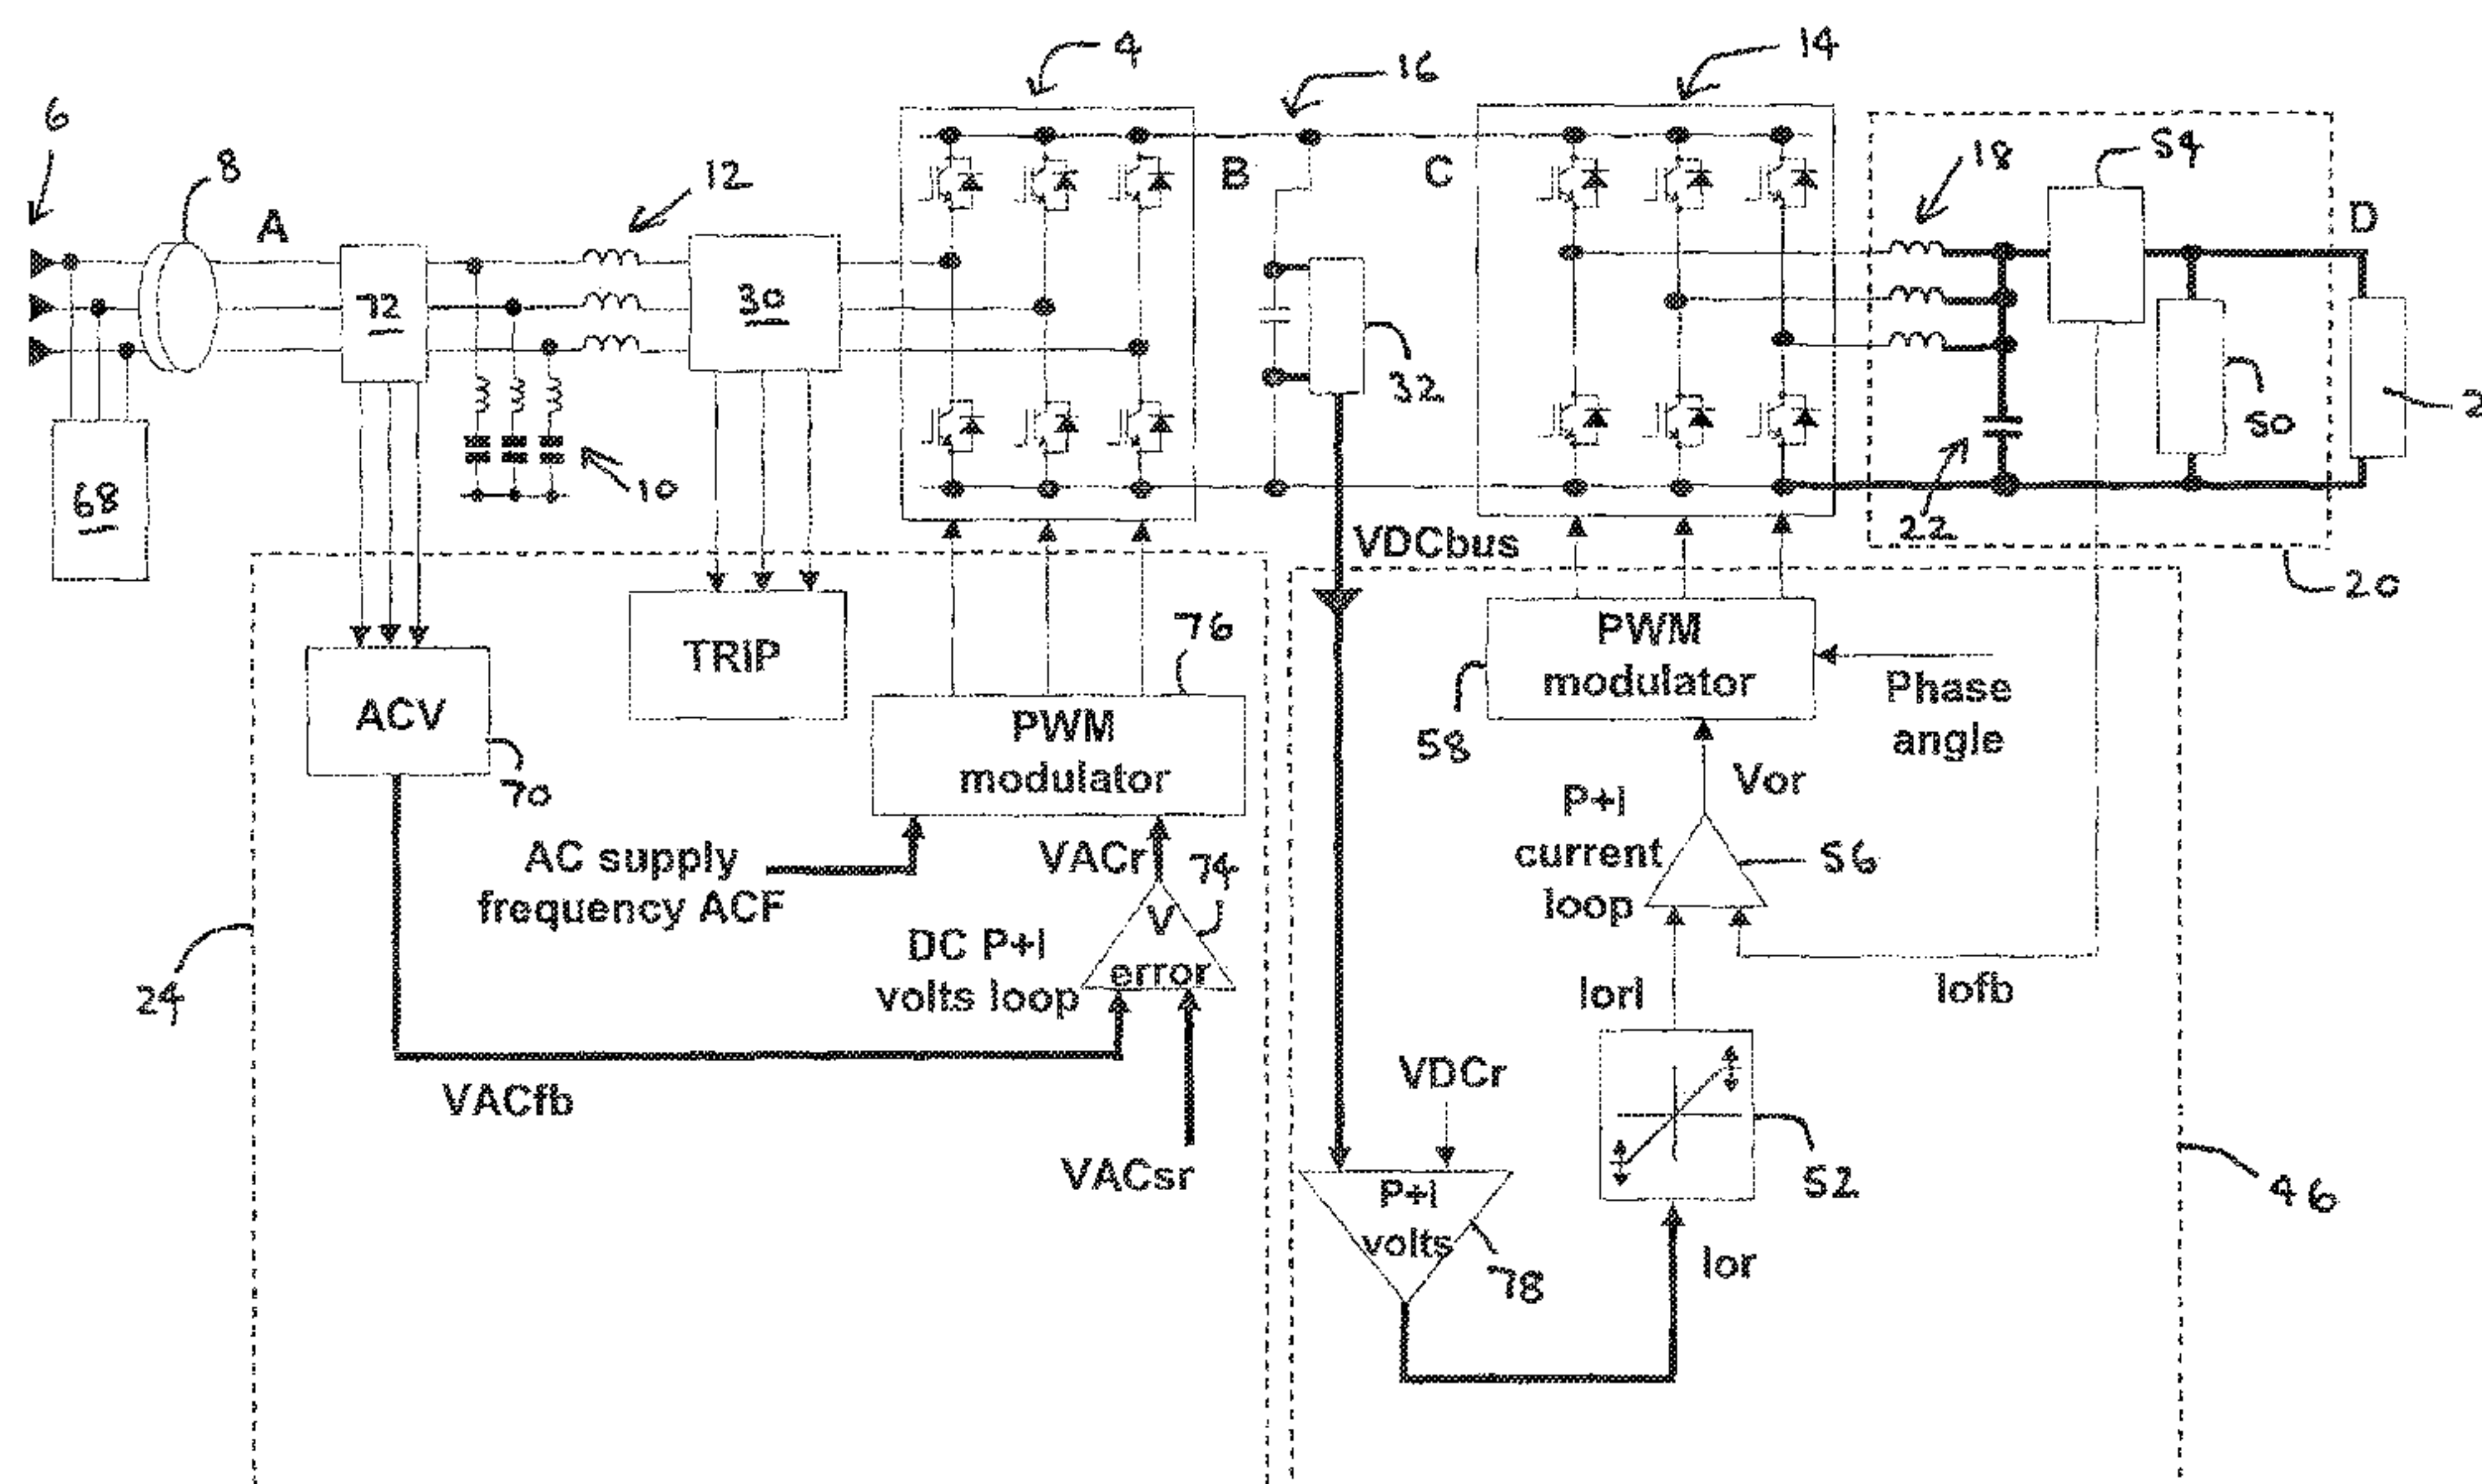 6
8
A
12
4
16
14
B
C
18
54
D
72
30
32
50
2
68
10
22
20
VDCbus
TRIP
76
PWM
modulator
58
Phase
angle
ACV
70
PWM
modulator
P+I
current
loop
Vor
56
AC supply
frequency ACF
VACr
74
V
error
DC P+I
volts loop
24
Iorl
Iofb
VACfb
VACsr
VDCr
52
46
P+I
volts
78
Ior